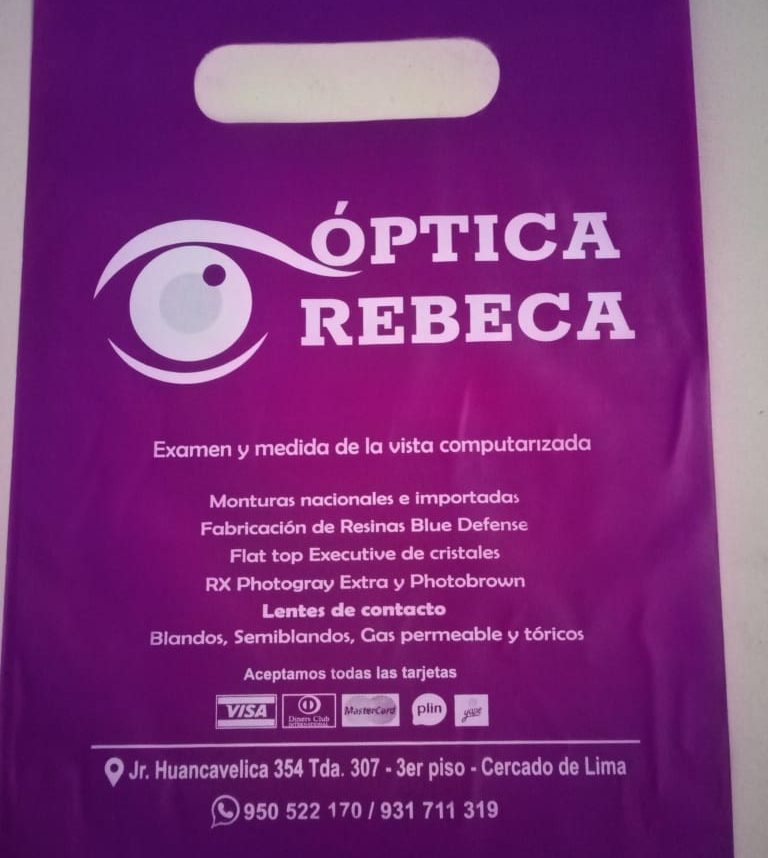 ÓPTICA
REBECA
Examen y medida de la vista computarizada
Monturas nacionales e importadas
Fabricación de Resinas Blue Defense
Flat top Executive de cristales
RX Photogray Extra y Photobrown
Lentes de contacto
Blandos, Semiblandos, Gas permeable y tóricos
Aceptamos todas las tarjetas
VISA Diners Club INTERNATIONAL MasterCard plin yape
Jr. Huancavelica 354 Tda. 307 - 3er piso - Cercado de Lima
950 522 170 / 931 711 319